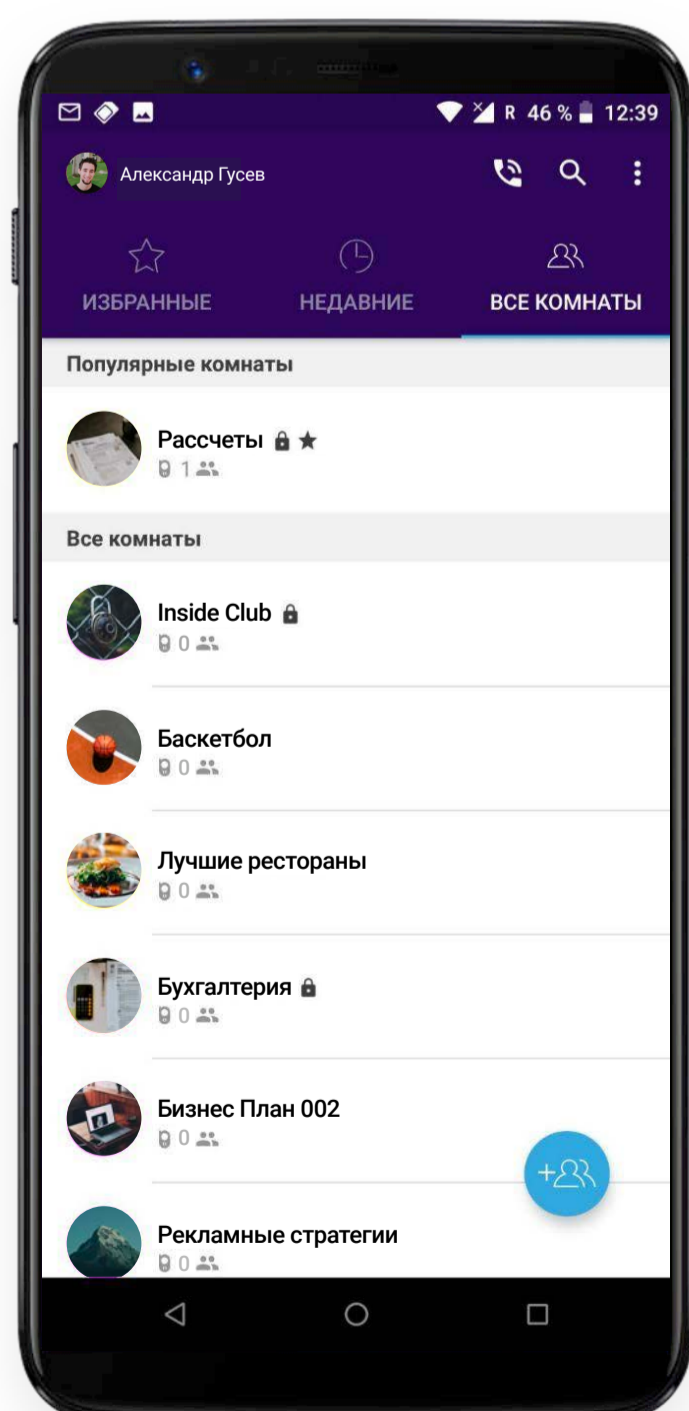 R 46 % 12:39
Александр Гусев
ИЗБРАННЫЕ НЕДАВНИЕ ВСЕ КОМНАТЫ
Популярные комнаты
Рассчеты
1
Все комнаты
Inside Club
0
Баскетбол
0
Лучшие рестораны
0
Бухгалтерия
0
Бизнес План 002
0
Рекламные стратегии
0